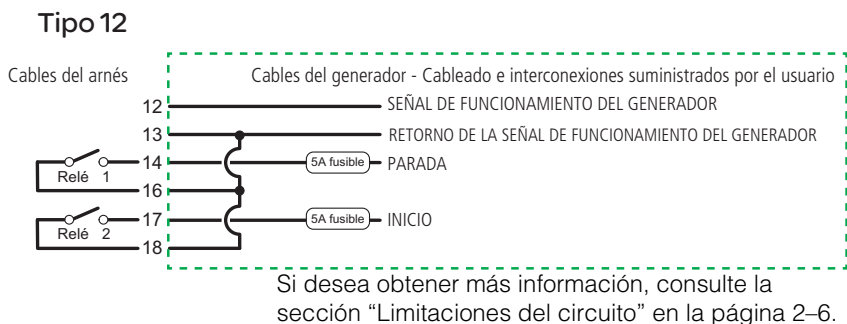 Tipo 12
Cables del arnés
Cables del generador - Cableado e interconexiones suministrados por el usuario
12 SEÑAL DE FUNCIONAMIENTO DEL GENERADOR
13 RETORNO DE LA SEÑAL DE FUNCIONAMIENTO DEL GENERADOR
14 5A fusible PARADA
Relé 1
16
17 5A fusible INICIO
Relé 2
18
Si desea obtener más información, consulte la
sección “Limitaciones del circuito” en la página 2–6.